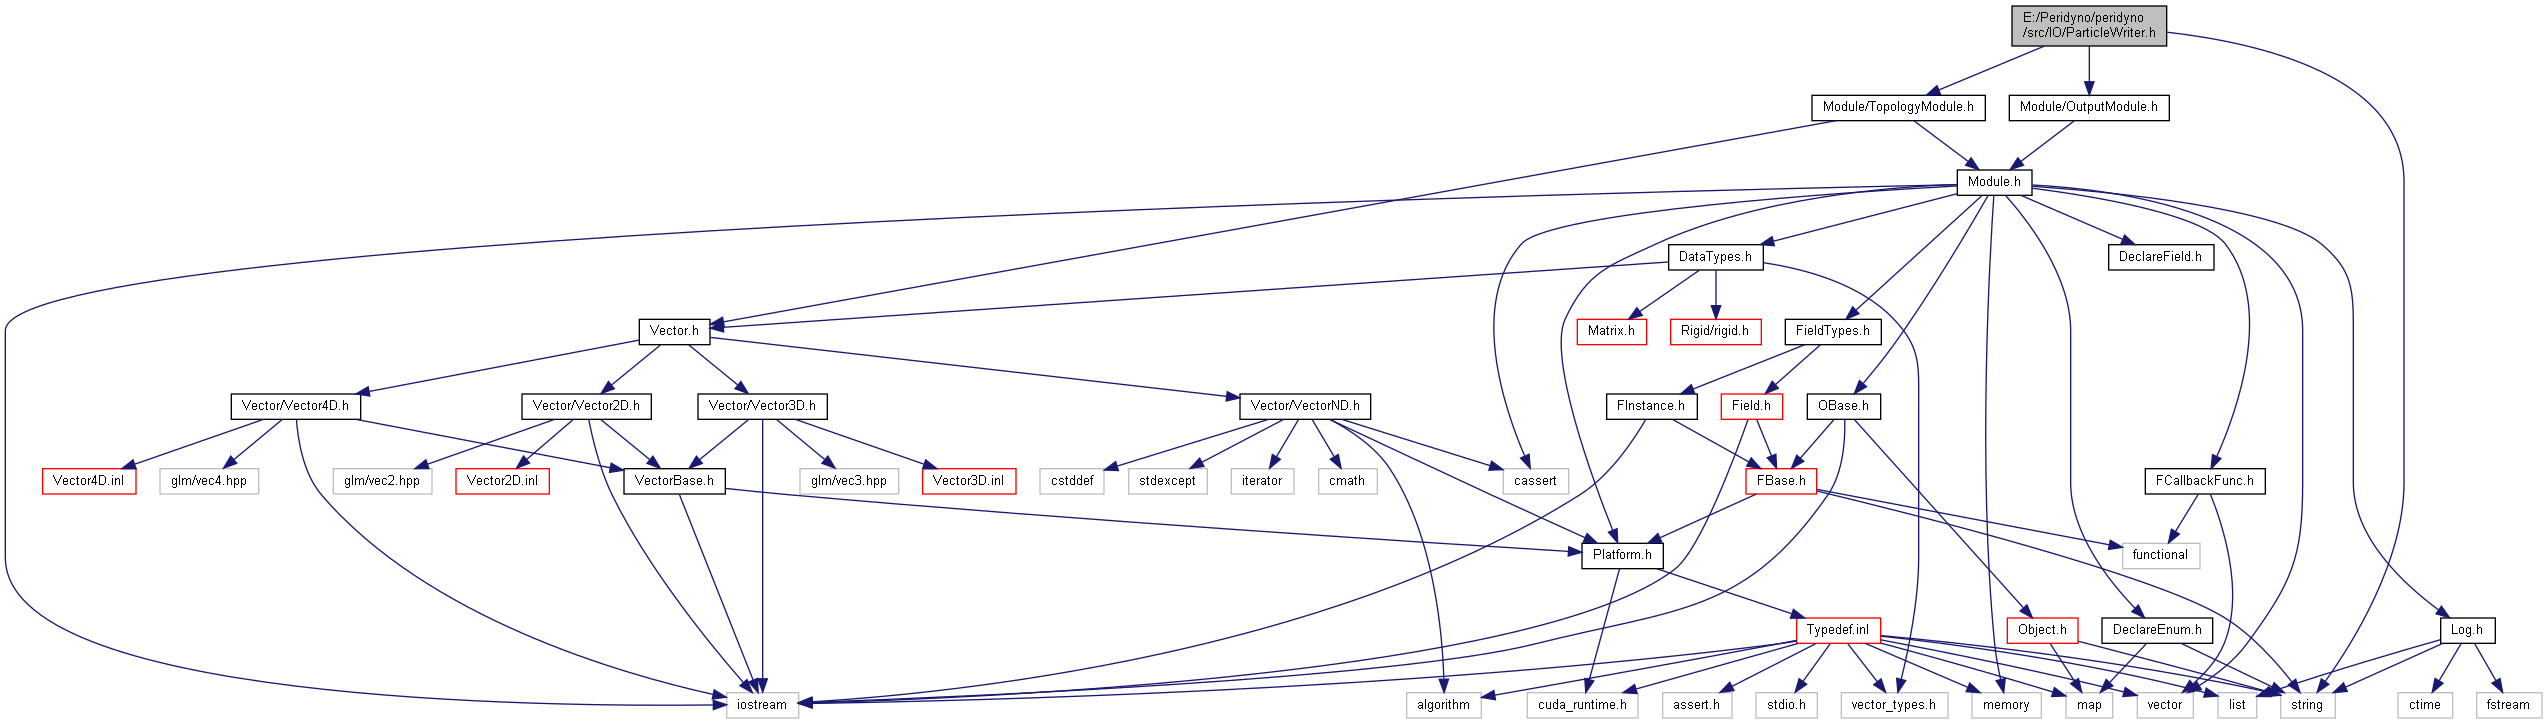 E:/Peridyno/peridyno
/src/IO/ParticleWriter.h
Module/TopologyModule.h
Module/OutputModule.h
Module.h
DataTypes.h
DeclareField.h
Vector.h
Matrix.h
Rigid/rigid.h
FieldTypes.h
Vector/Vector4D.h
Vector/Vector2D.h
Vector/Vector3D.h
Vector/VectorND.h
FInstance.h
Field.h
OBase.h
Vector4D.inl
glm/vec4.hpp
glm/vec2.hpp
Vector2D.inl
VectorBase.h
glm/vec3.hpp
Vector3D.inl
cstddef
stdexcept
iterator
cmath
cassert
FBase.h
FCallbackFunc.h
Platform.h
functional
Typedef.inl
Object.h
DeclareEnum.h
Log.h
iostream
algorithm
cuda_runtime.h
assert.h
stdio.h
vector_types.h
memory
map
vector
list
string
ctime
fstream